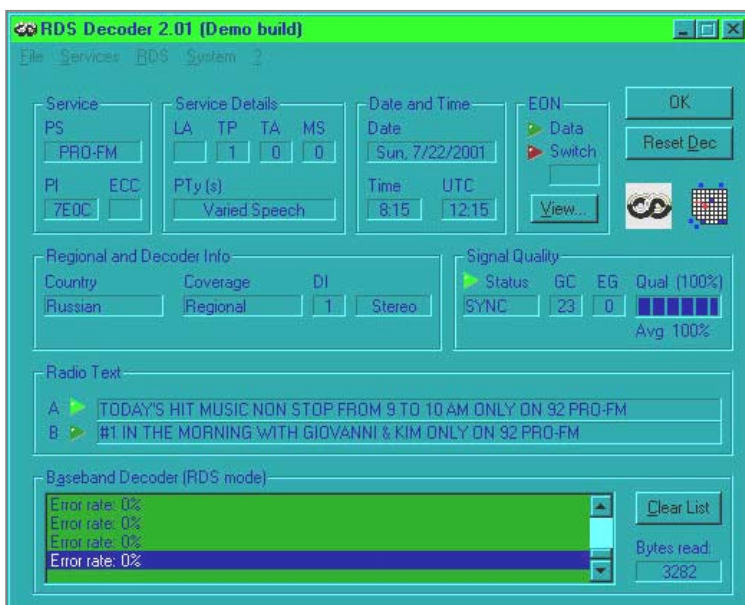 RDS Decoder 2.01 (Demo build)
File Services RDS System ?
Service
PS
PRO-FM
PI ECC
7E0C
Service Details
LA TP TA MS
1 0 0
PTy (s)
Varied Speech
Date and Time
Date
Sun, 7/22/2001
Time UTC
8:15 12:15
EON
Data
Switch
View...
OK
Reset Dec
Regional and Decoder Info
Country Coverage DI
Russian Regional 1 Stereo
Signal Quality
Status GC EG Qual (100%)
SYNC 23 0
Avg 100%
Radio Text
A TODAY'S HIT MUSIC NON STOP FROM 9 TO 10 AM ONLY ON 92 PRO-FM
B #1 IN THE MORNING WITH GIOVANNI & KIM ONLY ON 92 PRO-FM
Baseband Decoder (RDS mode)
Error rate: 0%
Error rate: 0%
Error rate: 0%
Error rate: 0%
Clear List
Bytes read:
3282